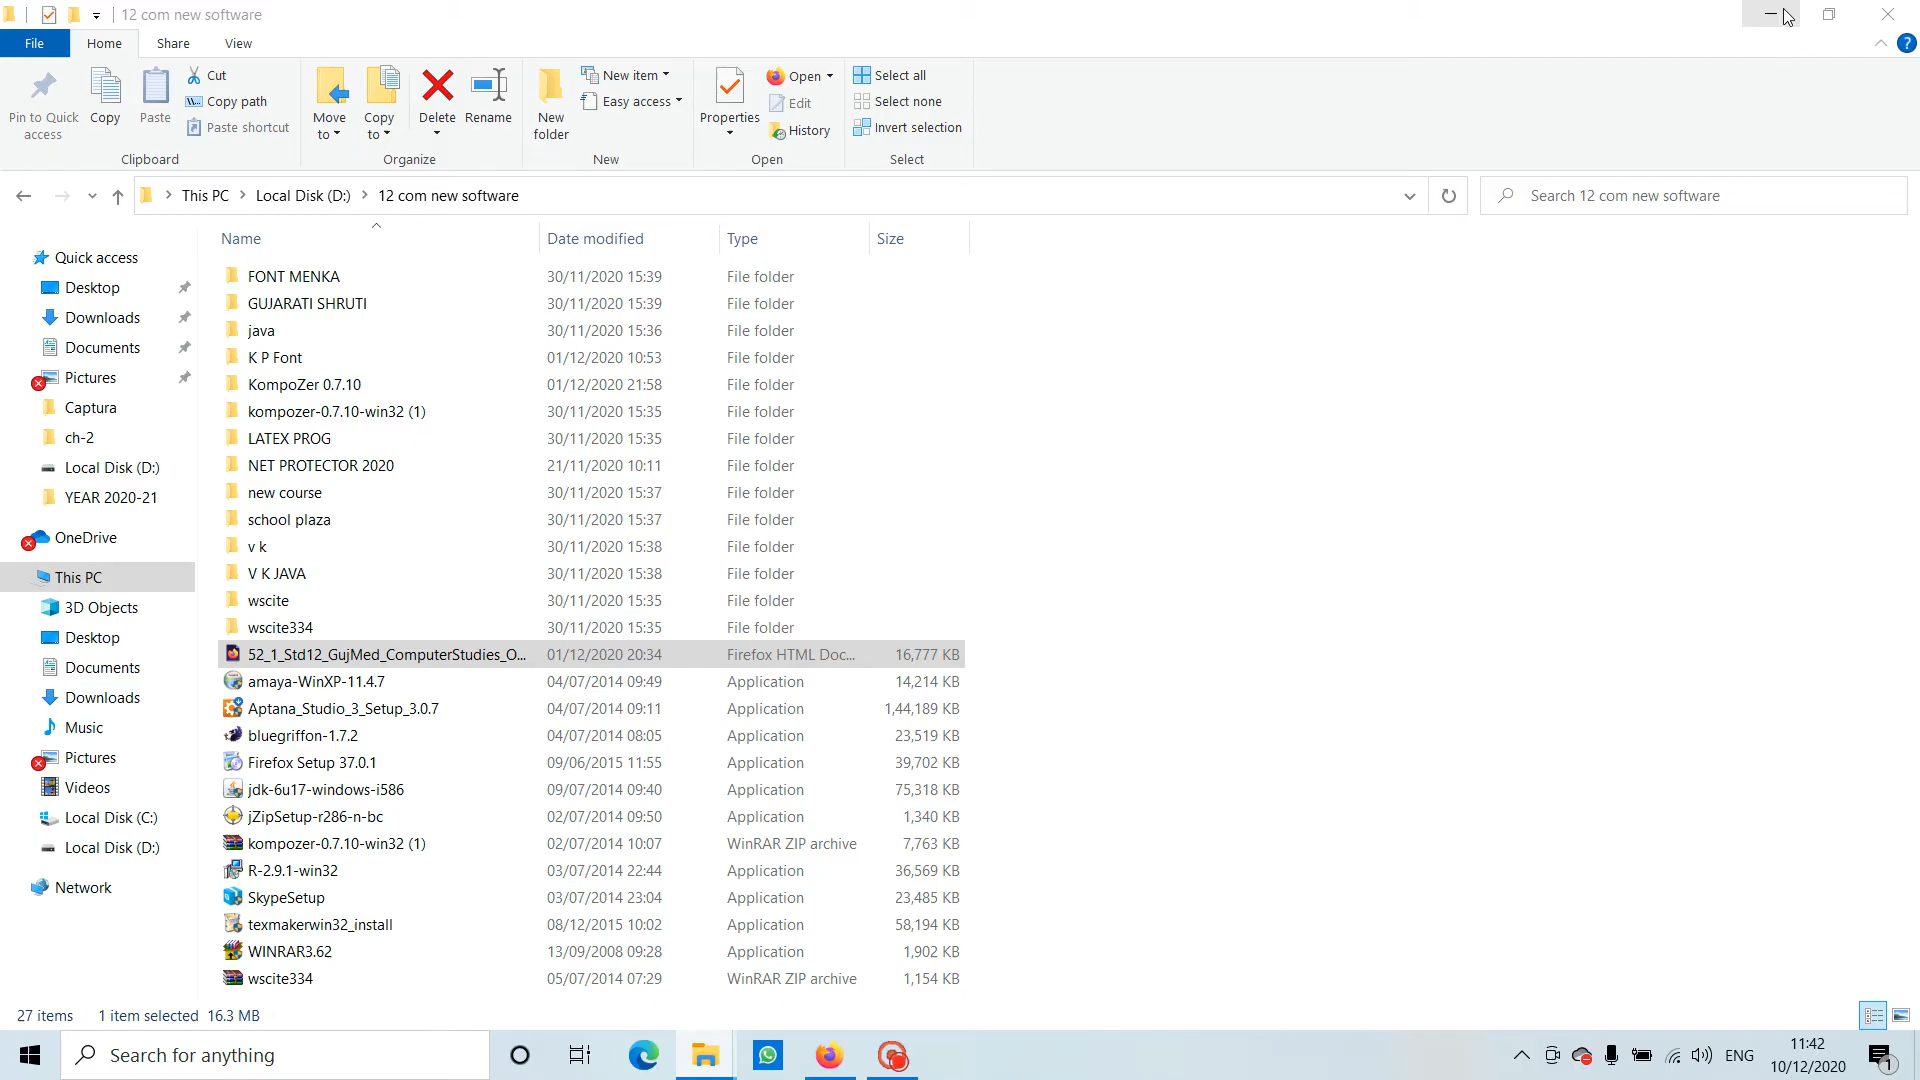 12 com new software
File Home Share View
Pin to Quick access
Copy
Paste
Cut
Copy path
Paste shortcut
Clipboard
Move to
Copy to
Delete
Rename
Organize
New folder
New item
Easy access
New
Properties
Open
Edit
History
Open
Select all
Select none
Invert selection
Select
This PC Local Disk (D:) 12 com new software
Search 12 com new software
Quick access
Desktop
Downloads
Documents
Pictures
Captura
ch-2
Local Disk (D:)
YEAR 2020-21
OneDrive
This PC
3D Objects
Desktop
Documents
Downloads
Music
Pictures
Videos
Local Disk (C:)
Local Disk (D:)
Network
Name Date modified Type Size
FONT MENKA 30/11/2020 15:39 File folder
GUJARATI SHRUTI 30/11/2020 15:39 File folder
java 30/11/2020 15:36 File folder
K P Font 01/12/2020 10:53 File folder
KompoZer 0.7.10 01/12/2020 21:58 File folder
kompozer-0.7.10-win32 (1) 30/11/2020 15:35 File folder
LATEX PROG 30/11/2020 15:35 File folder
NET PROTECTOR 2020 21/11/2020 10:11 File folder
new course 30/11/2020 15:37 File folder
school plaza 30/11/2020 15:37 File folder
v k 30/11/2020 15:38 File folder
V K JAVA 30/11/2020 15:38 File folder
wscite 30/11/2020 15:35 File folder
wscite334 30/11/2020 15:35 File folder
52_1_Std12_GujMed_ComputerStudies_O... 01/12/2020 20:34 Firefox HTML Doc... 16,777 KB
amaya-WinXP-11.4.7 04/07/2014 09:49 Application 14,214 KB
Aptana_Studio_3_Setup_3.0.7 04/07/2014 09:11 Application 1,44,189 KB
bluegriffon-1.7.2 04/07/2014 08:05 Application 23,519 KB
Firefox Setup 37.0.1 09/06/2015 11:55 Application 39,702 KB
jdk-6u17-windows-i586 09/07/2014 09:40 Application 75,318 KB
jZipSetup-r286-n-bc 02/07/2014 09:50 Application 1,340 KB
kompozer-0.7.10-win32 (1) 02/07/2014 10:07 WinRAR ZIP archive 7,763 KB
R-2.9.1-win32 03/07/2014 22:44 Application 36,569 KB
SkypeSetup 03/07/2014 23:04 Application 23,485 KB
texmakerwin32_install 08/12/2015 10:02 Application 58,194 KB
WINRAR3.62 13/09/2008 09:28 Application 1,902 KB
wscite334 05/07/2014 07:29 WinRAR ZIP archive 1,154 KB
27 items 1 item selected 16.3 MB
Search for anything
ENG
11:42
10/12/2020
1